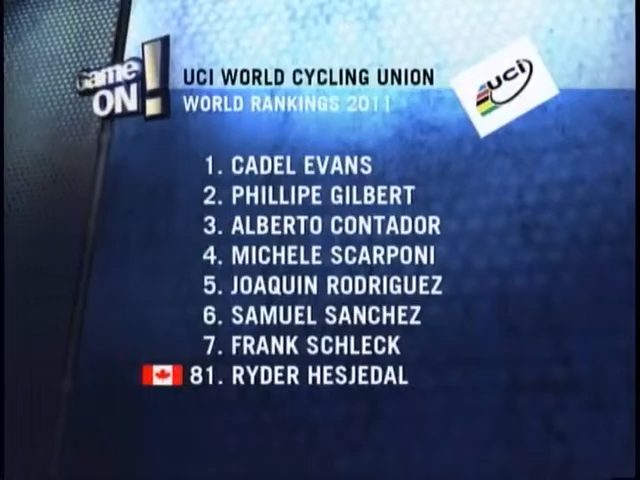 Game ON!
UCI WORLD CYCLING UNION
WORLD RANKINGS 2011
uci
1. CADEL EVANS
2. PHILLIPE GILBERT
3. ALBERTO CONTADOR
4. MICHELE SCARPONI
5. JOAQUIN RODRIGUEZ
6. SAMUEL SANCHEZ
7. FRANK SCHLECK
81. RYDER HESJEDAL